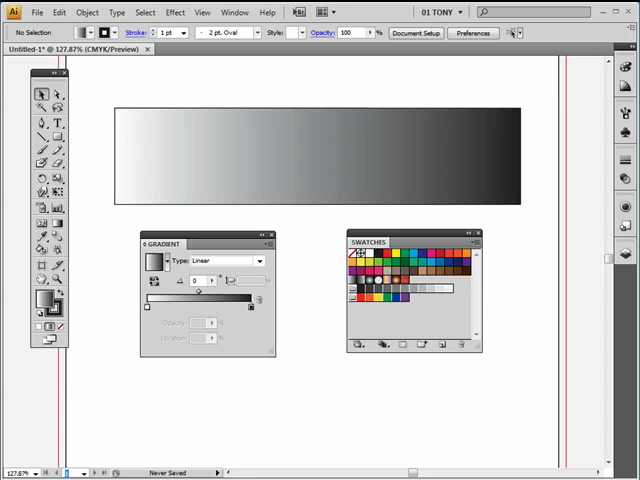 Ai File Edit Object Type Select Effect View Window Help Br 01 TONY
No Selection Stroke: 1 pt 2 pt. Oval Style: Opacity: 100 % Document Setup Preferences
Untitled-1* @ 127.87% (CMYK/Preview) ×
GRADIENT
Type: Linear
0 °
%
Opacity: %
Location: %
SWATCHES
127.87% 1 Never Saved